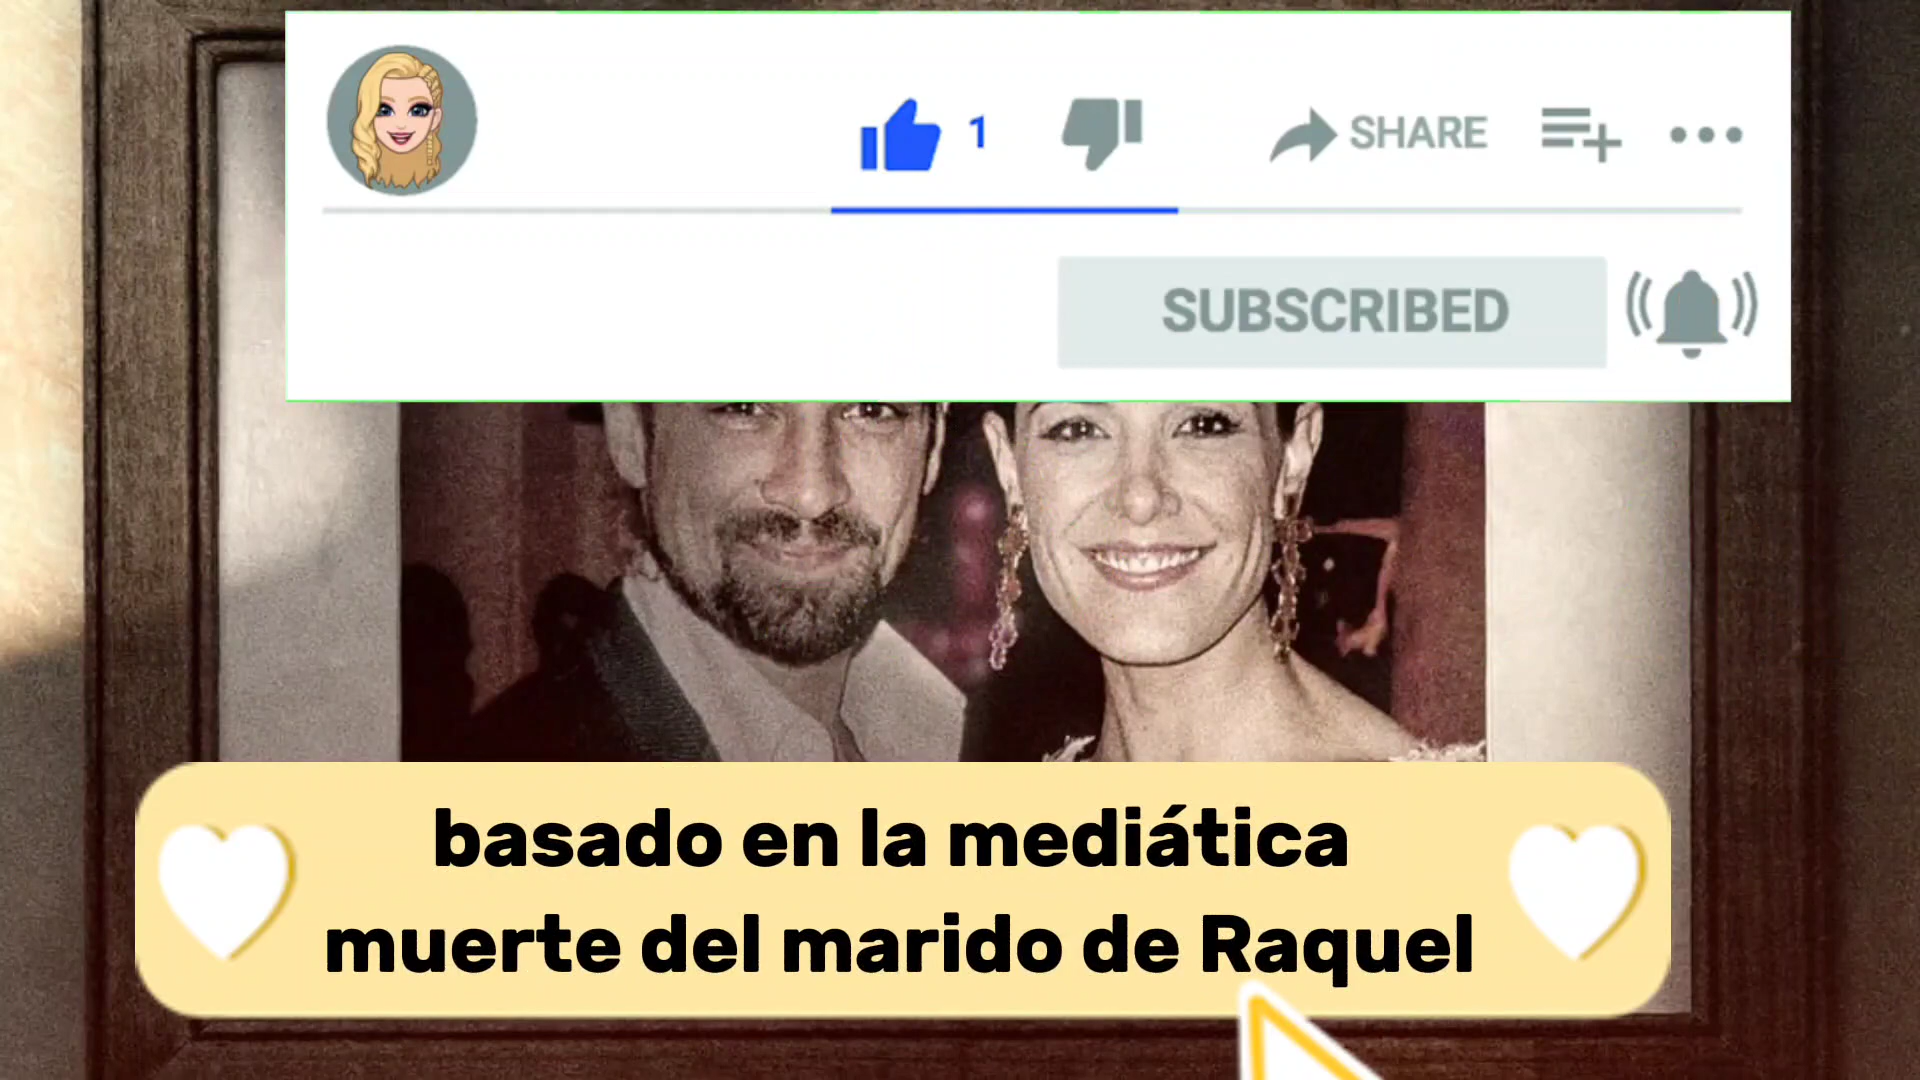 1
SHARE
SUBSCRIBED
basado en la mediática
muerte del marido de Raquel